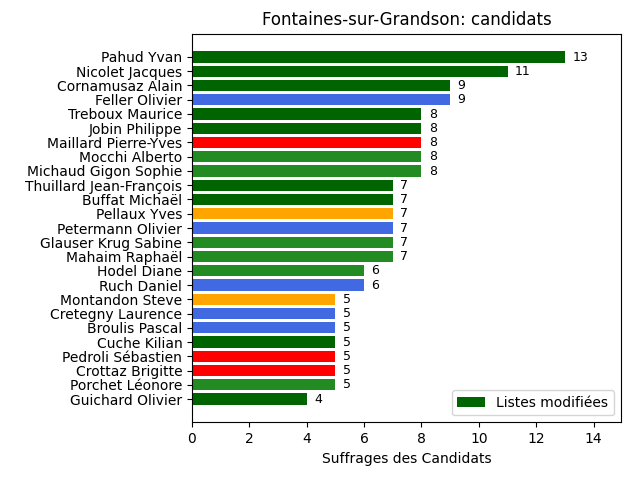 Fontaines-sur-Grandson: candidats
Pahud Yvan 13
Nicolet Jacques 11
Cornamusaz Alain 9
Feller Olivier 9
Treboux Maurice 8
Jobin Philippe 8
Maillard Pierre-Yves 8
Mocchi Alberto 8
Michaud Gigon Sophie 8
Thuillard Jean-François 7
Buffat Michaël 7
Pellaux Yves 7
Petermann Olivier 7
Glauser Krug Sabine 7
Mahaim Raphaël 7
Hodel Diane 6
Ruch Daniel 6
Montandon Steve 5
Cretegny Laurence 5
Broulis Pascal 5
Cuche Kilian 5
Pedroli Sébastien 5
Crottaz Brigitte 5
Porchet Léonore 5
Guichard Olivier 4
Listes modifiées
0 2 4 6 8 10 12 14
Suffrages des Candidats